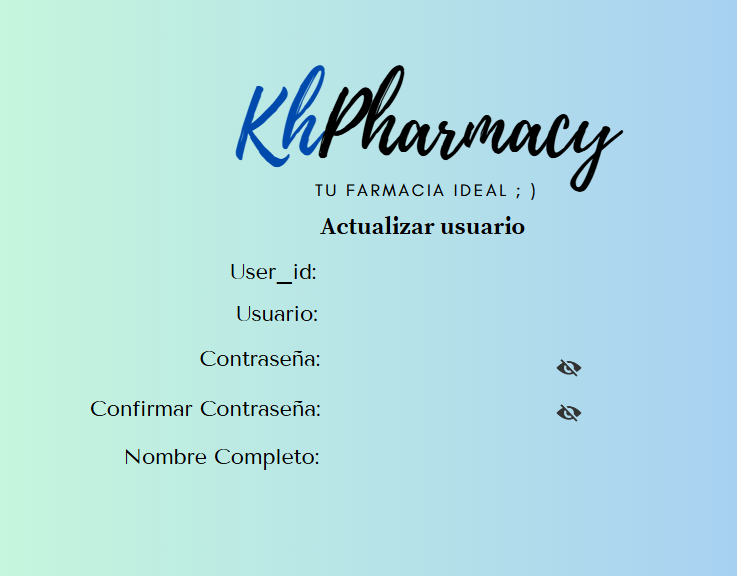 KhPharmacy
TU FARMACIA IDEAL ; )
Actualizar usuario
User_id:
Usuario:
Contraseña:
Confirmar Contraseña:
Nombre Completo: